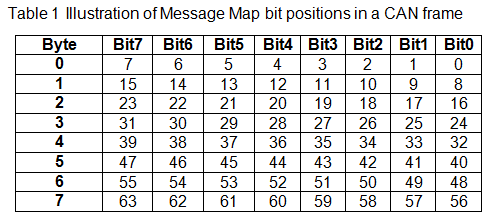 Table 1 Illustration of Message Map bit positions in a CAN frame
Byte Bit7 Bit6 Bit5 Bit4 Bit3 Bit2 Bit1 Bit0
0 7 6 5 4 3 2 1 0
1 15 14 13 12 11 10 9 8
2 23 22 21 20 19 18 17 16
3 31 30 29 28 27 26 25 24
4 39 38 37 36 35 34 33 32
5 47 46 45 44 43 42 41 40
6 55 54 53 52 51 50 49 48
7 63 62 61 60 59 58 57 56